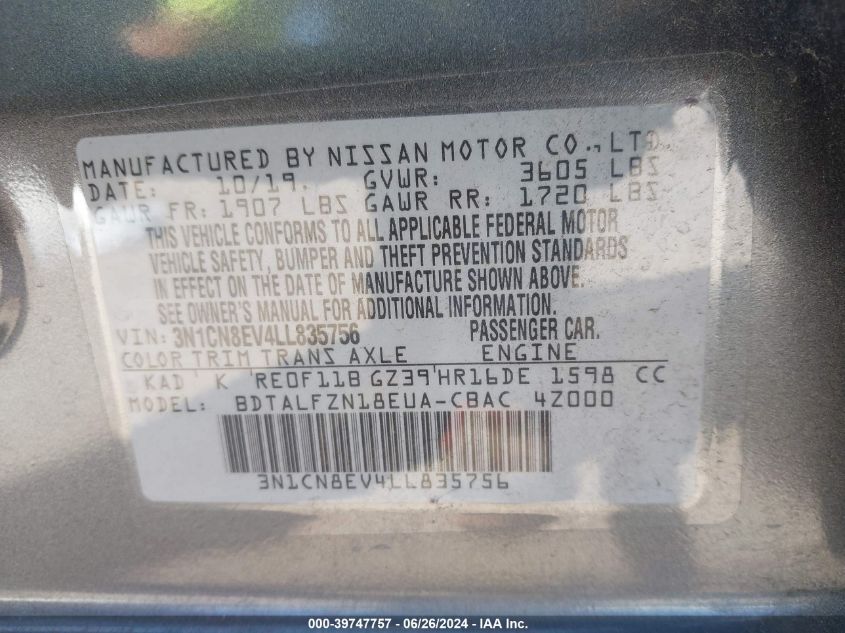 MANUFACTURED BY NISSAN MOTOR CO., LTD.
DATE: 10/19. GVWR: 3605 LBS
GAWR FR: 1907 LBS GAWR RR: 1720 LBS
THIS VEHICLE CONFORMS TO ALL APPLICABLE FEDERAL MOTOR
VEHICLE SAFETY, BUMPER AND THEFT PREVENTION STANDARDS
IN EFFECT ON THE DATE OF MANUFACTURE SHOWN ABOVE.
SEE OWNER'S MANUAL FOR ADDITIONAL INFORMATION.
VIN: 3N1CN8EV4LL835756 PASSENGER CAR.
COLOR TRIM TRANS AXLE ENGINE
KAD K RE0F11B GZ39 HR16DE 1598 CC
MODEL: BDTALFZN18EUA-CBAC 4Z000
3N1CN8EV4LL835756
000-39747757 - 06/26/2024 - IAA Inc.